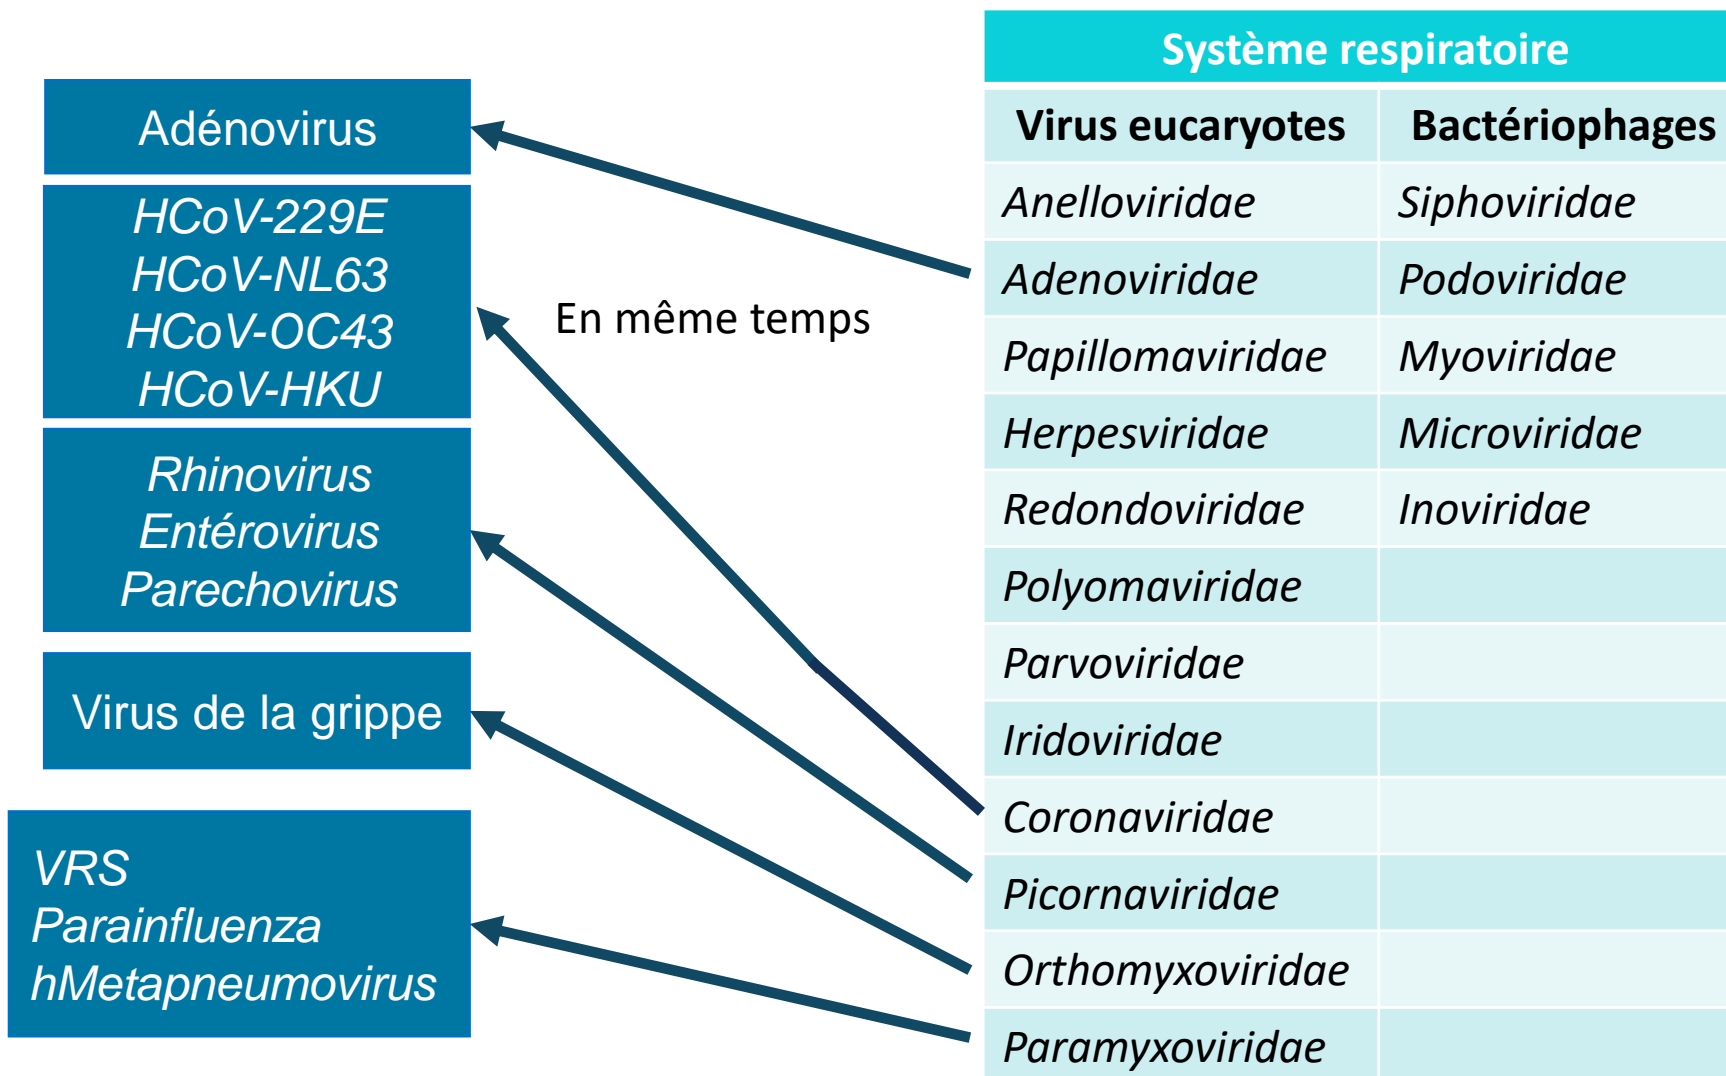 Adénovirus
HCoV-229E
HCoV-NL63
HCoV-OC43
HCoV-HKU
Rhinovirus
Entérovirus
Parechovirus
Virus de la grippe
VRS
Parainfluenza
hMetapneumovirus
En même temps
Système respiratoire
Virus eucaryotes Bactériophages
Anelloviridae Siphoviridae
Adenoviridae Podoviridae
Papillomaviridae Myoviridae
Herpesviridae Microviridae
Redondoviridae Inoviridae
Polyomaviridae
Parvoviridae
Iridoviridae
Coronaviridae
Picornaviridae
Orthomyxoviridae
Paramyxoviridae